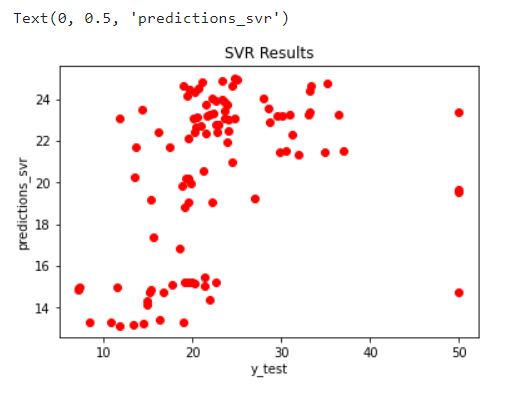 Text(0, 0.5, 'predictions_svr')
SVR Results
24
22
20
18
16
14
predictions_svr
10 20 30 40 50
y_test